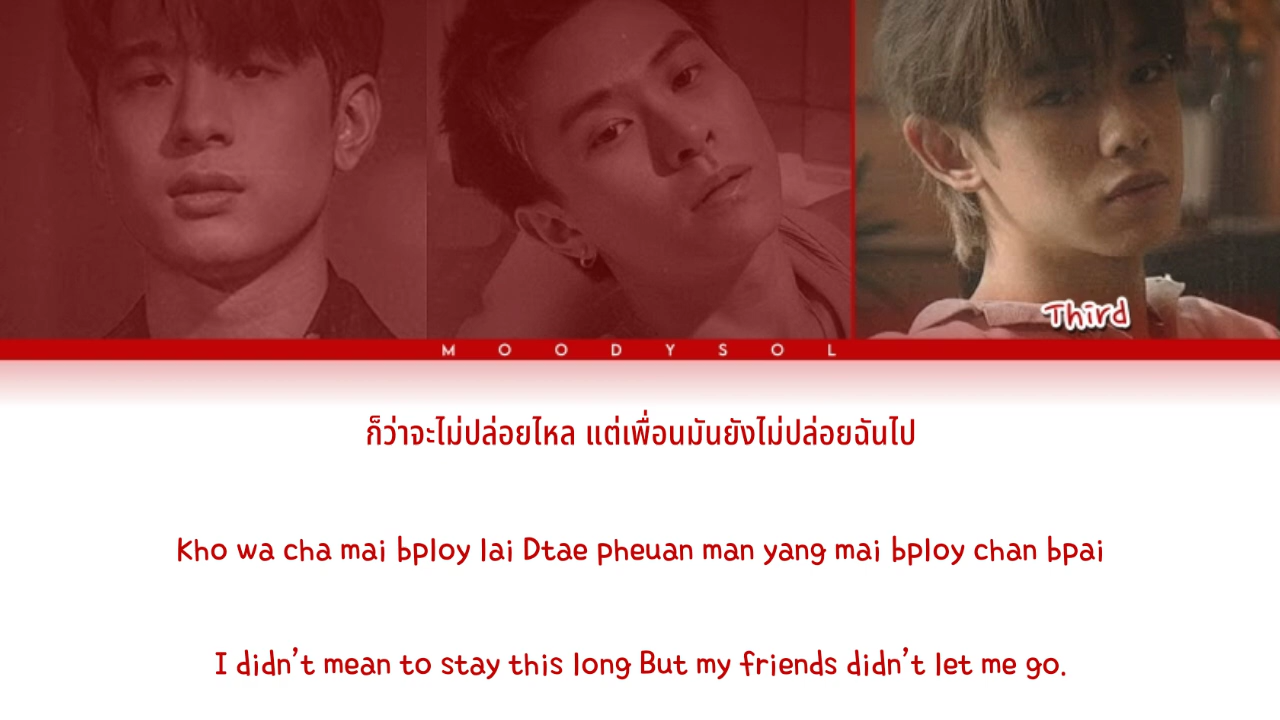 Third
MOODYSOL
ก็ว่าจะไม่ปล่อยไหล แต่เพื่อนมันยังไม่ปล่อยฉันไป
Kho wa cha mai bploy lai Dtae pheuan man yang mai bploy chan bpai
I didn't mean to stay this long But my friends didn't let me go.